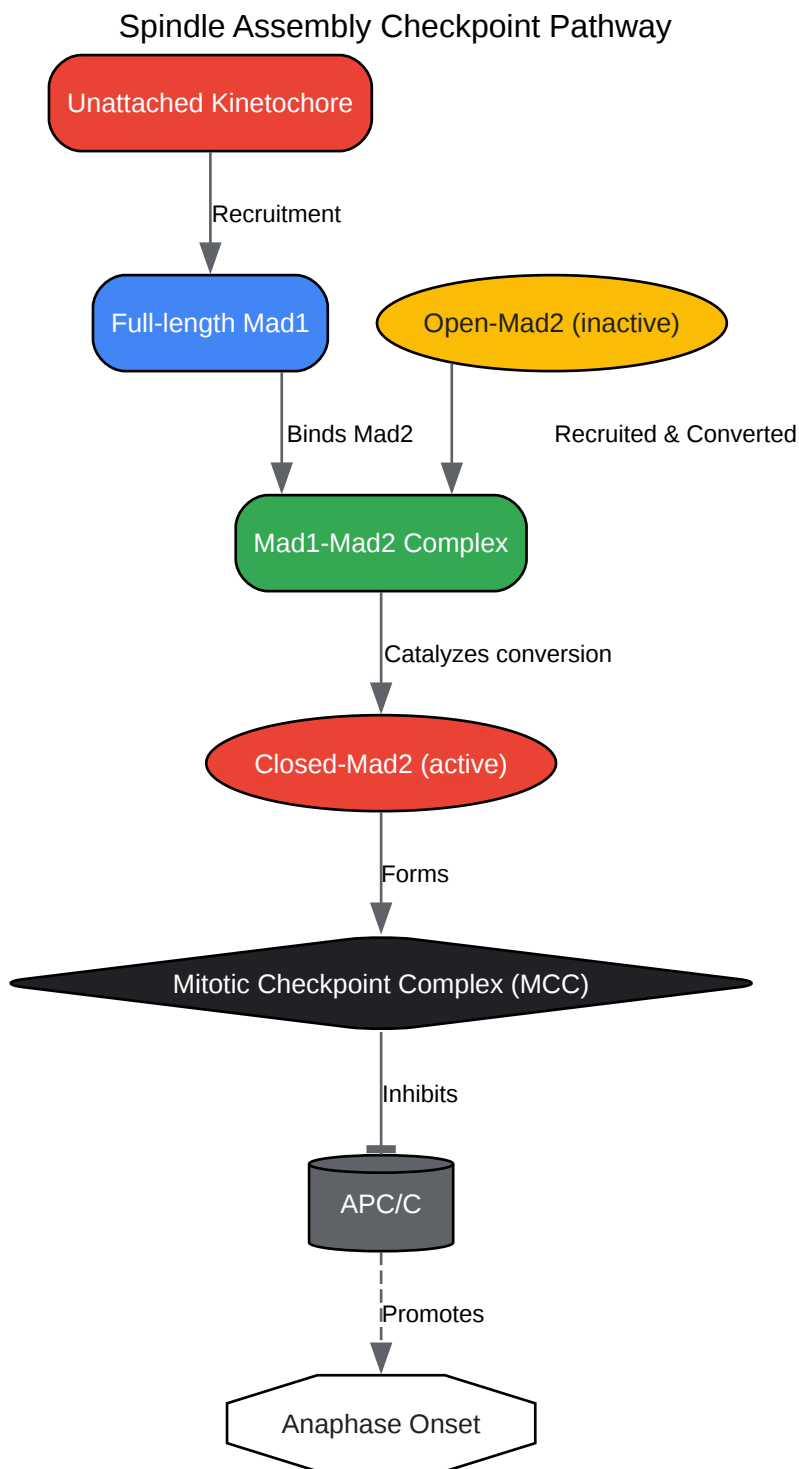 Spindle Assembly Checkpoint Pathway
Unattached Kinetochore
Recruitment
Full-length Mad1
Open-Mad2 (inactive)
Binds Mad2
Recruited & Converted
Mad1-Mad2 Complex
Catalyzes conversion
Closed-Mad2 (active)
Forms
Mitotic Checkpoint Complex (MCC)
Inhibits
APC/C
Promotes
Anaphase Onset